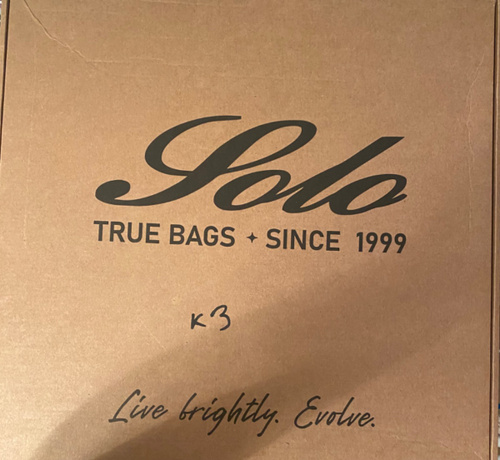 Solo
TRUE BAGS ✦ SINCE 1999
K3
Live brightly. Evolve.